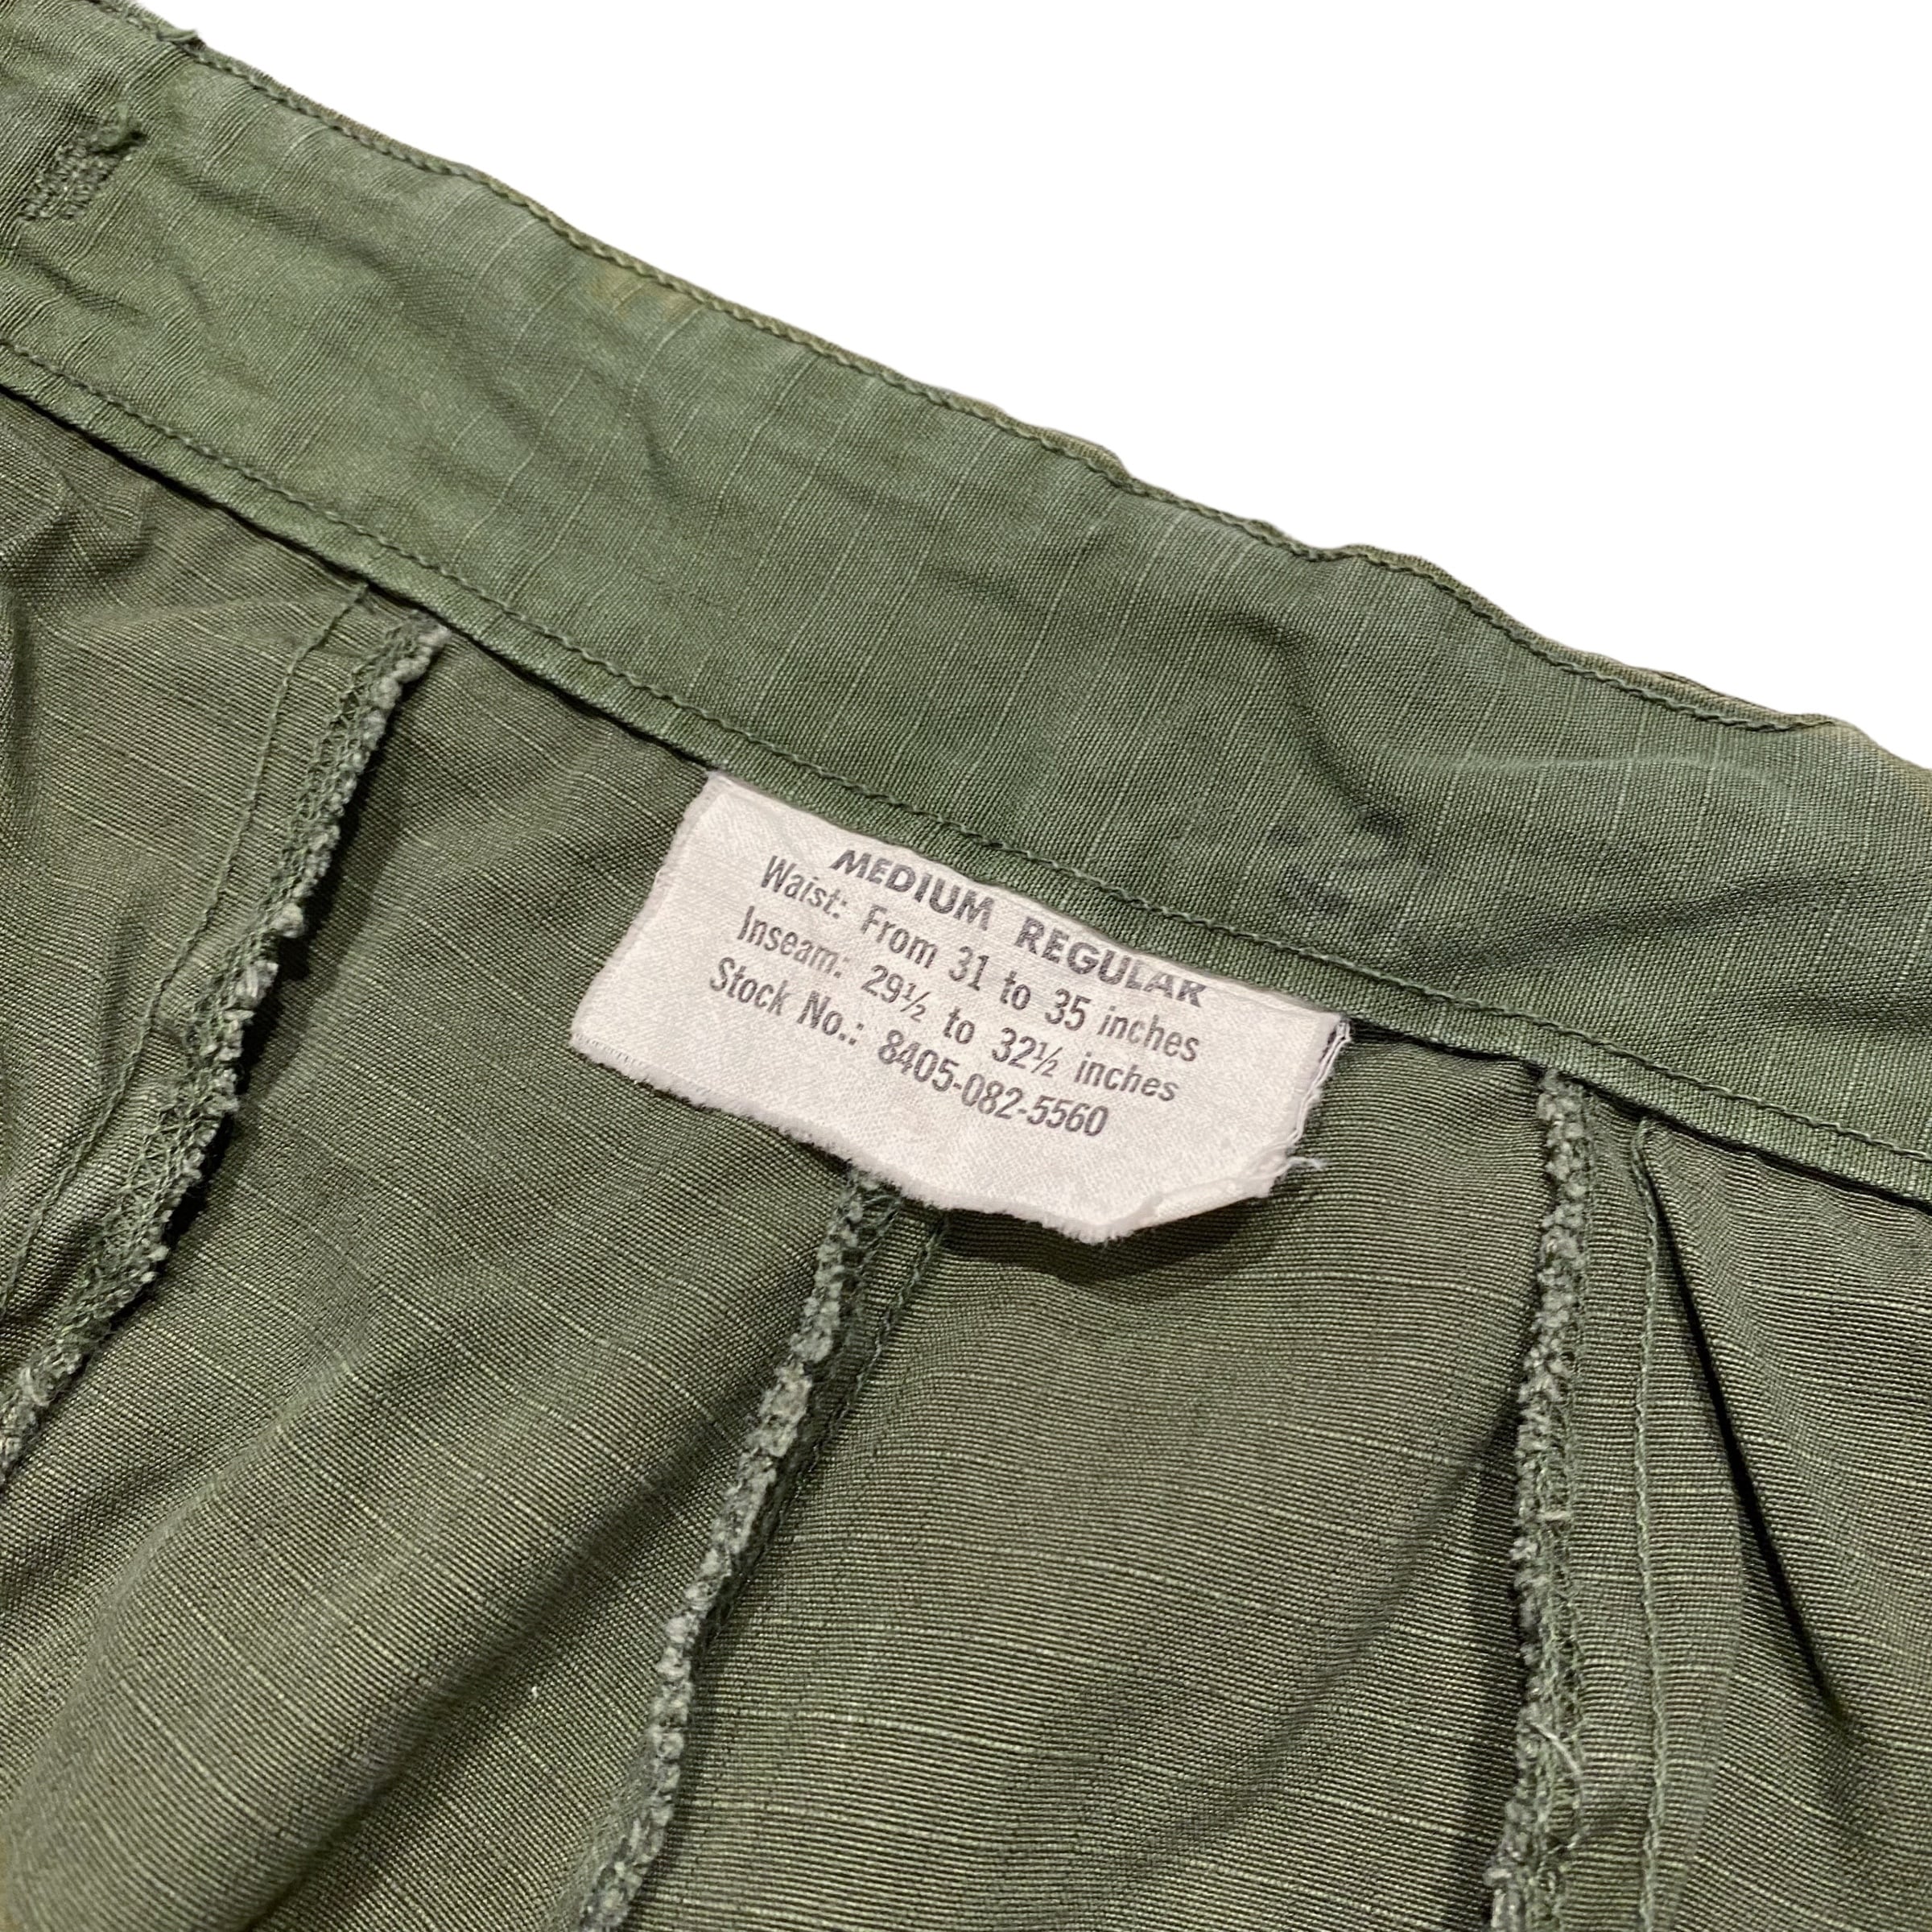 MEDIUM REGULAR
Waist: From 31 to 35 inches
Inseam: 29½ to 32½ inches
Stock No.: 8405-082-5560